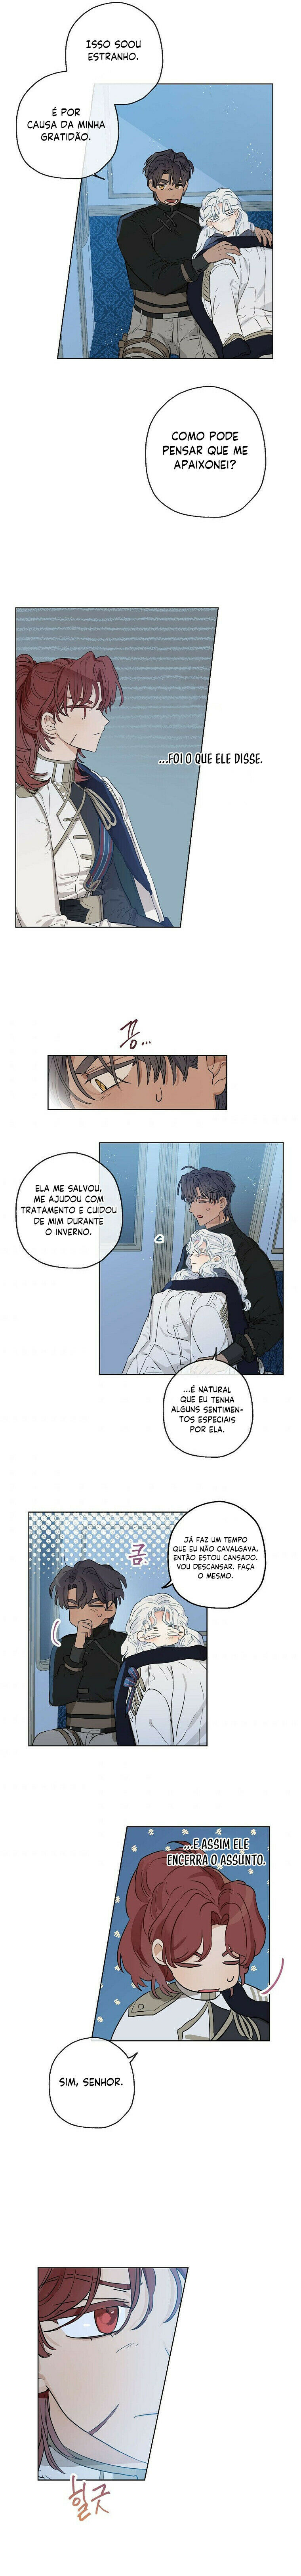 ISSO SOOU
ESTRANHO.
É POR
CAUSA DA MINHA
GRATIDÃO.
COMO PODE
PENSAR QUE ME
APAIXONEI?
...FOI O QUE ELE DISSE.
끙...
ELA ME SALVOU,
ME AJUDOU COM
TRATAMENTO E CUIDOU
DE MIM DURANTE
O INVERNO.
...É NATURAL
QUE EU TENHA
ALGUNS SENTIMEN-
TOS ESPECIAIS
POR ELA.
JÁ FAZ UM TEMPO
QUE EU NÃO CAVALGAVA,
ENTÃO ESTOU CANSADO.
VOU DESCANSAR. FAÇA
O MESMO.
큼
...E ASSIM ELE
ENCERRA O ASSUNTO.
SIM, SENHOR.
힐긋